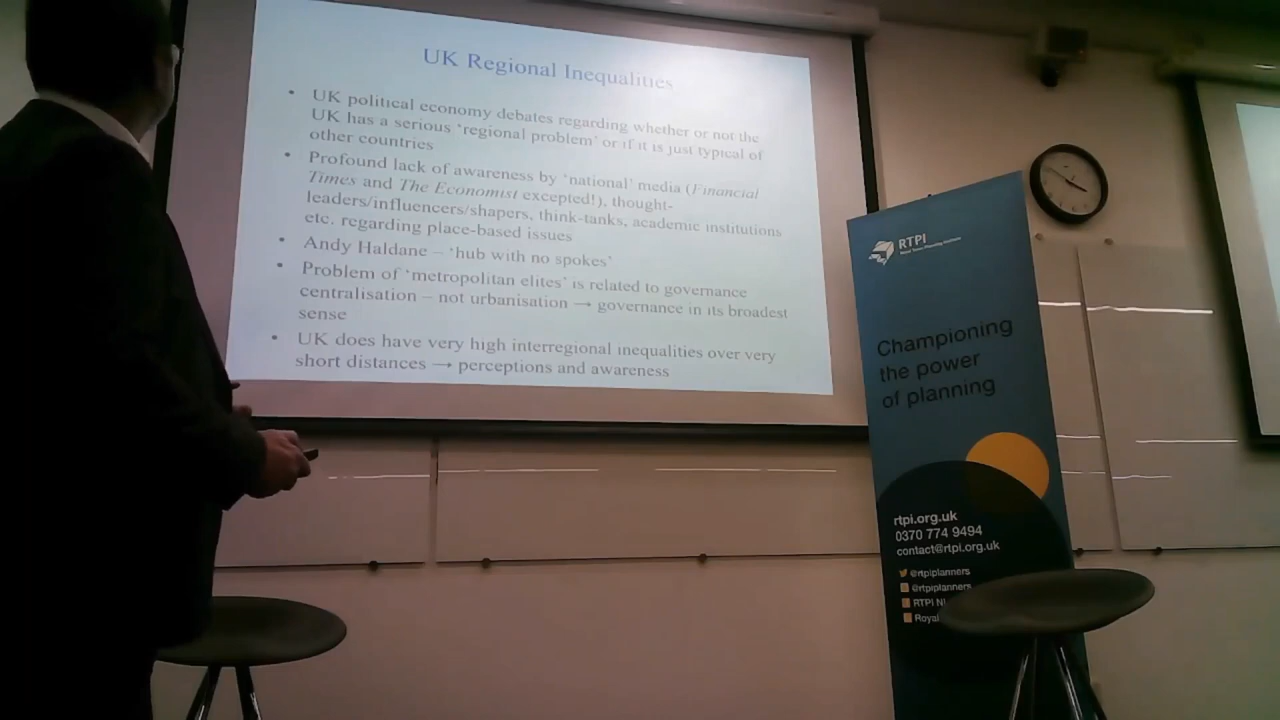 UK Regional Inequalities
• UK political economy debates regarding whether or not the
UK has a serious ‘regional problem’ or if it is just typical of
other countries
• Profound lack of awareness by ‘national’ media (Financial
Times and The Economist excepted!), thought-
leaders/influencers/shapers, think-tanks, academic institutions
etc. regarding place-based issues
• Andy Haldane – ‘hub with no spokes’
• Problem of ‘metropolitan elites’ is related to governance
centralisation – not urbanisation → governance in its broadest
sense
• UK does have very high interregional inequalities over very
short distances → perceptions and awareness
RTPI
Royal Town Planning Institute
Championing
the power
of planning
rtpi.org.uk
0370 774 9494
contact@rtpi.org.uk
@rtpiplanners
@rtpiplanners
RTPI
Royal